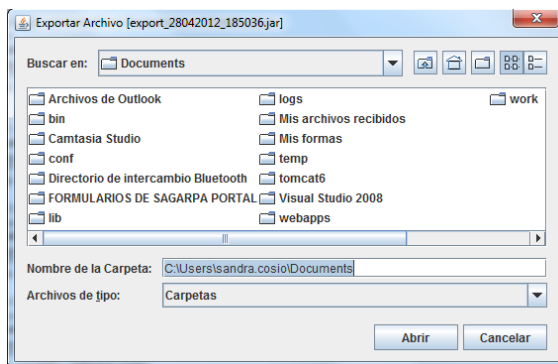 Exportar Archivo [export_28042012_185036.jar]
Buscar en: Documents
Archivos de Outlook
bin
Camtasia Studio
conf
Directorio de intercambio Bluetooth
FORMULARIOS DE SAGARPA PORTAL
lib
logs
Mis archivos recibidos
Mis formas
temp
tomcat6
Visual Studio 2008
webapps
work
Nombre de la Carpeta: C:\Users\sandra.cosio\Documents
Archivos de tipo: Carpetas
Abrir Cancelar